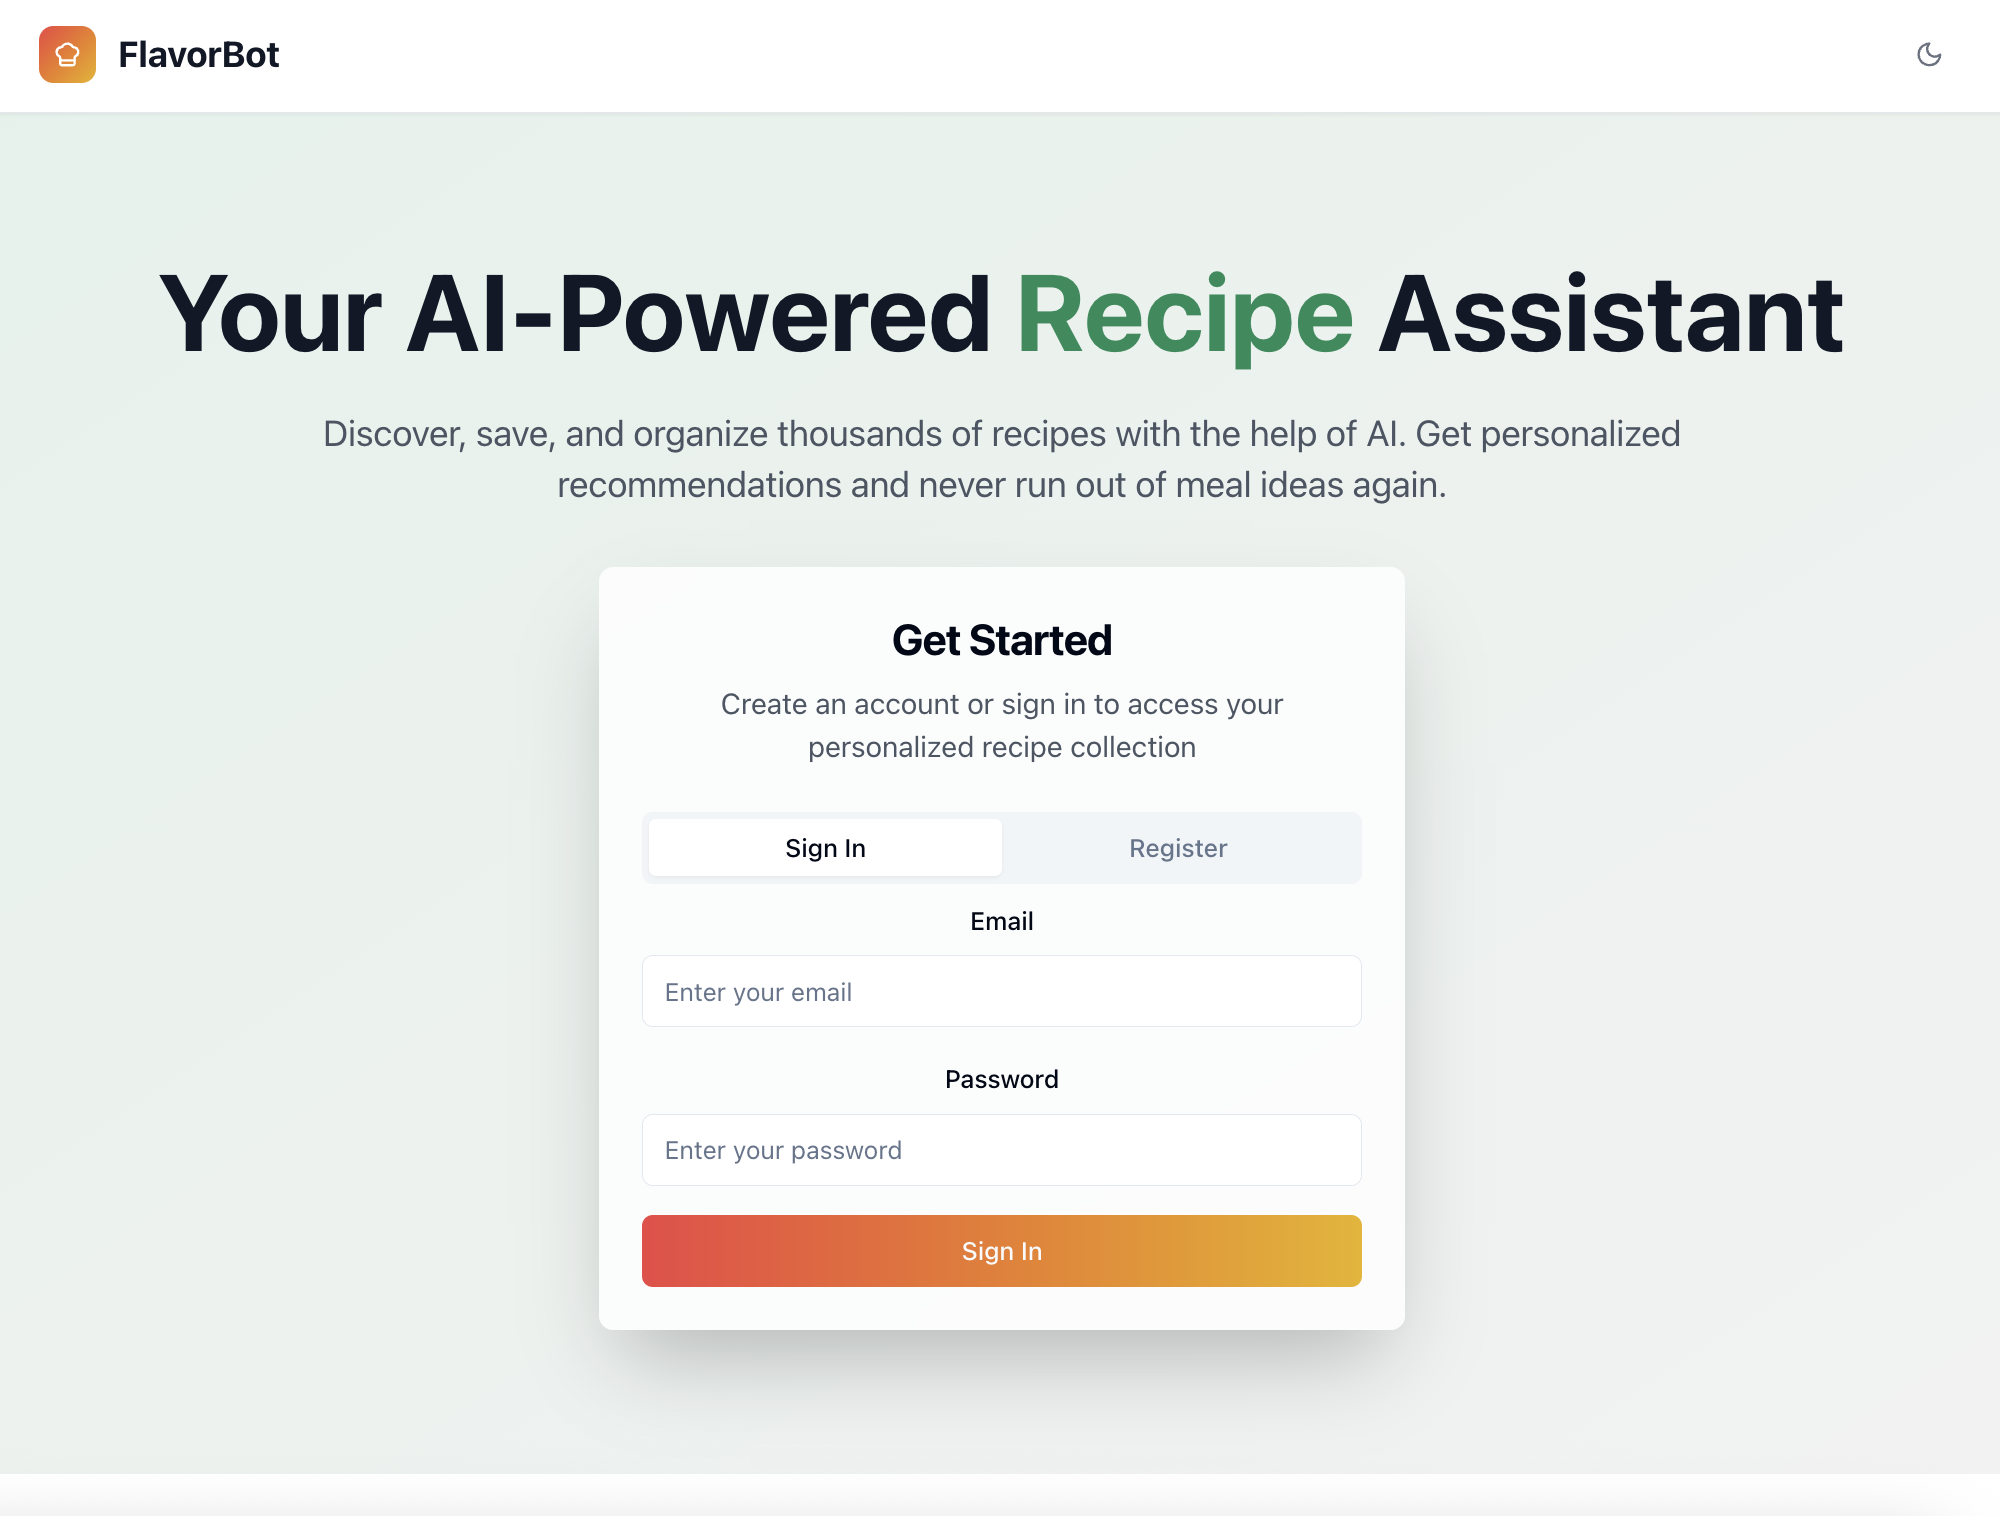 FlavorBot
Your AI-Powered Recipe Assistant
Discover, save, and organize thousands of recipes with the help of AI. Get personalized
recommendations and never run out of meal ideas again.
Get Started
Create an account or sign in to access your
personalized recipe collection
Sign In
Register
Email
Enter your email
Password
Enter your password
Sign In